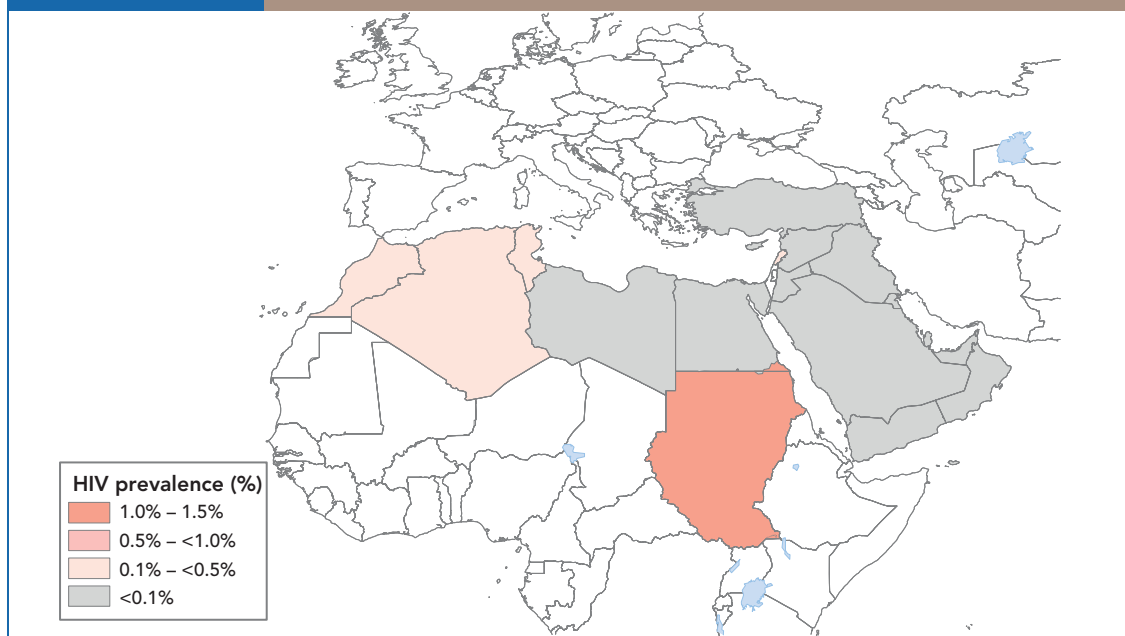 HIV prevalence (%)
1.0% – 1.5%
0.5% – <1.0%
0.1% – <0.5%
<0.1%